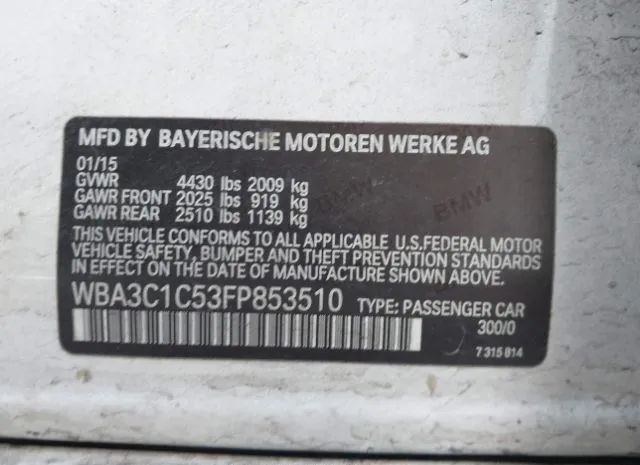 MFD BY BAYERISCHE MOTOREN WERKE AG
01/15
GVWR 4430 lbs 2009 kg
GAWR FRONT 2025 lbs 919 kg
GAWR REAR 2510 lbs 1139 kg
BMW BMW
THIS VEHICLE CONFORMS TO ALL APPLICABLE U.S.FEDERAL MOTOR
VEHICLE SAFETY, BUMPER AND THEFT PREVENTION STANDARDS
IN EFFECT ON THE DATE OF MANUFACTURE SHOWN ABOVE.
WBA3C1C53FP853510 TYPE: PASSENGER CAR
300/0
7 315 814